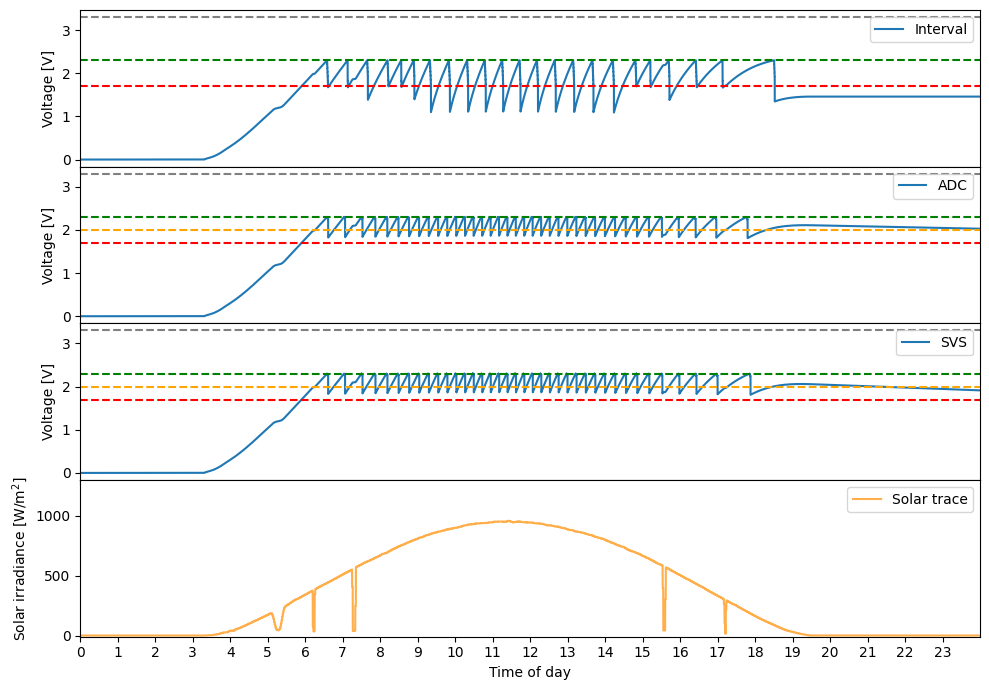 Interval
Voltage [V]
3
2
1
0
ADC
Voltage [V]
3
2
1
0
SVS
Voltage [V]
3
2
1
0
Solar trace
Solar irradiance [W/m²]
1000
500
0
0 1 2 3 4 5 6 7 8 9 10 11 12 13 14 15 16 17 18 19 20 21 22 23
Time of day